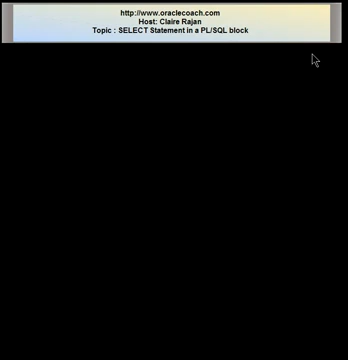 http://www.oraclecoach.com
Host: Claire Rajan
Topic : SELECT Statement in a PL/SQL block